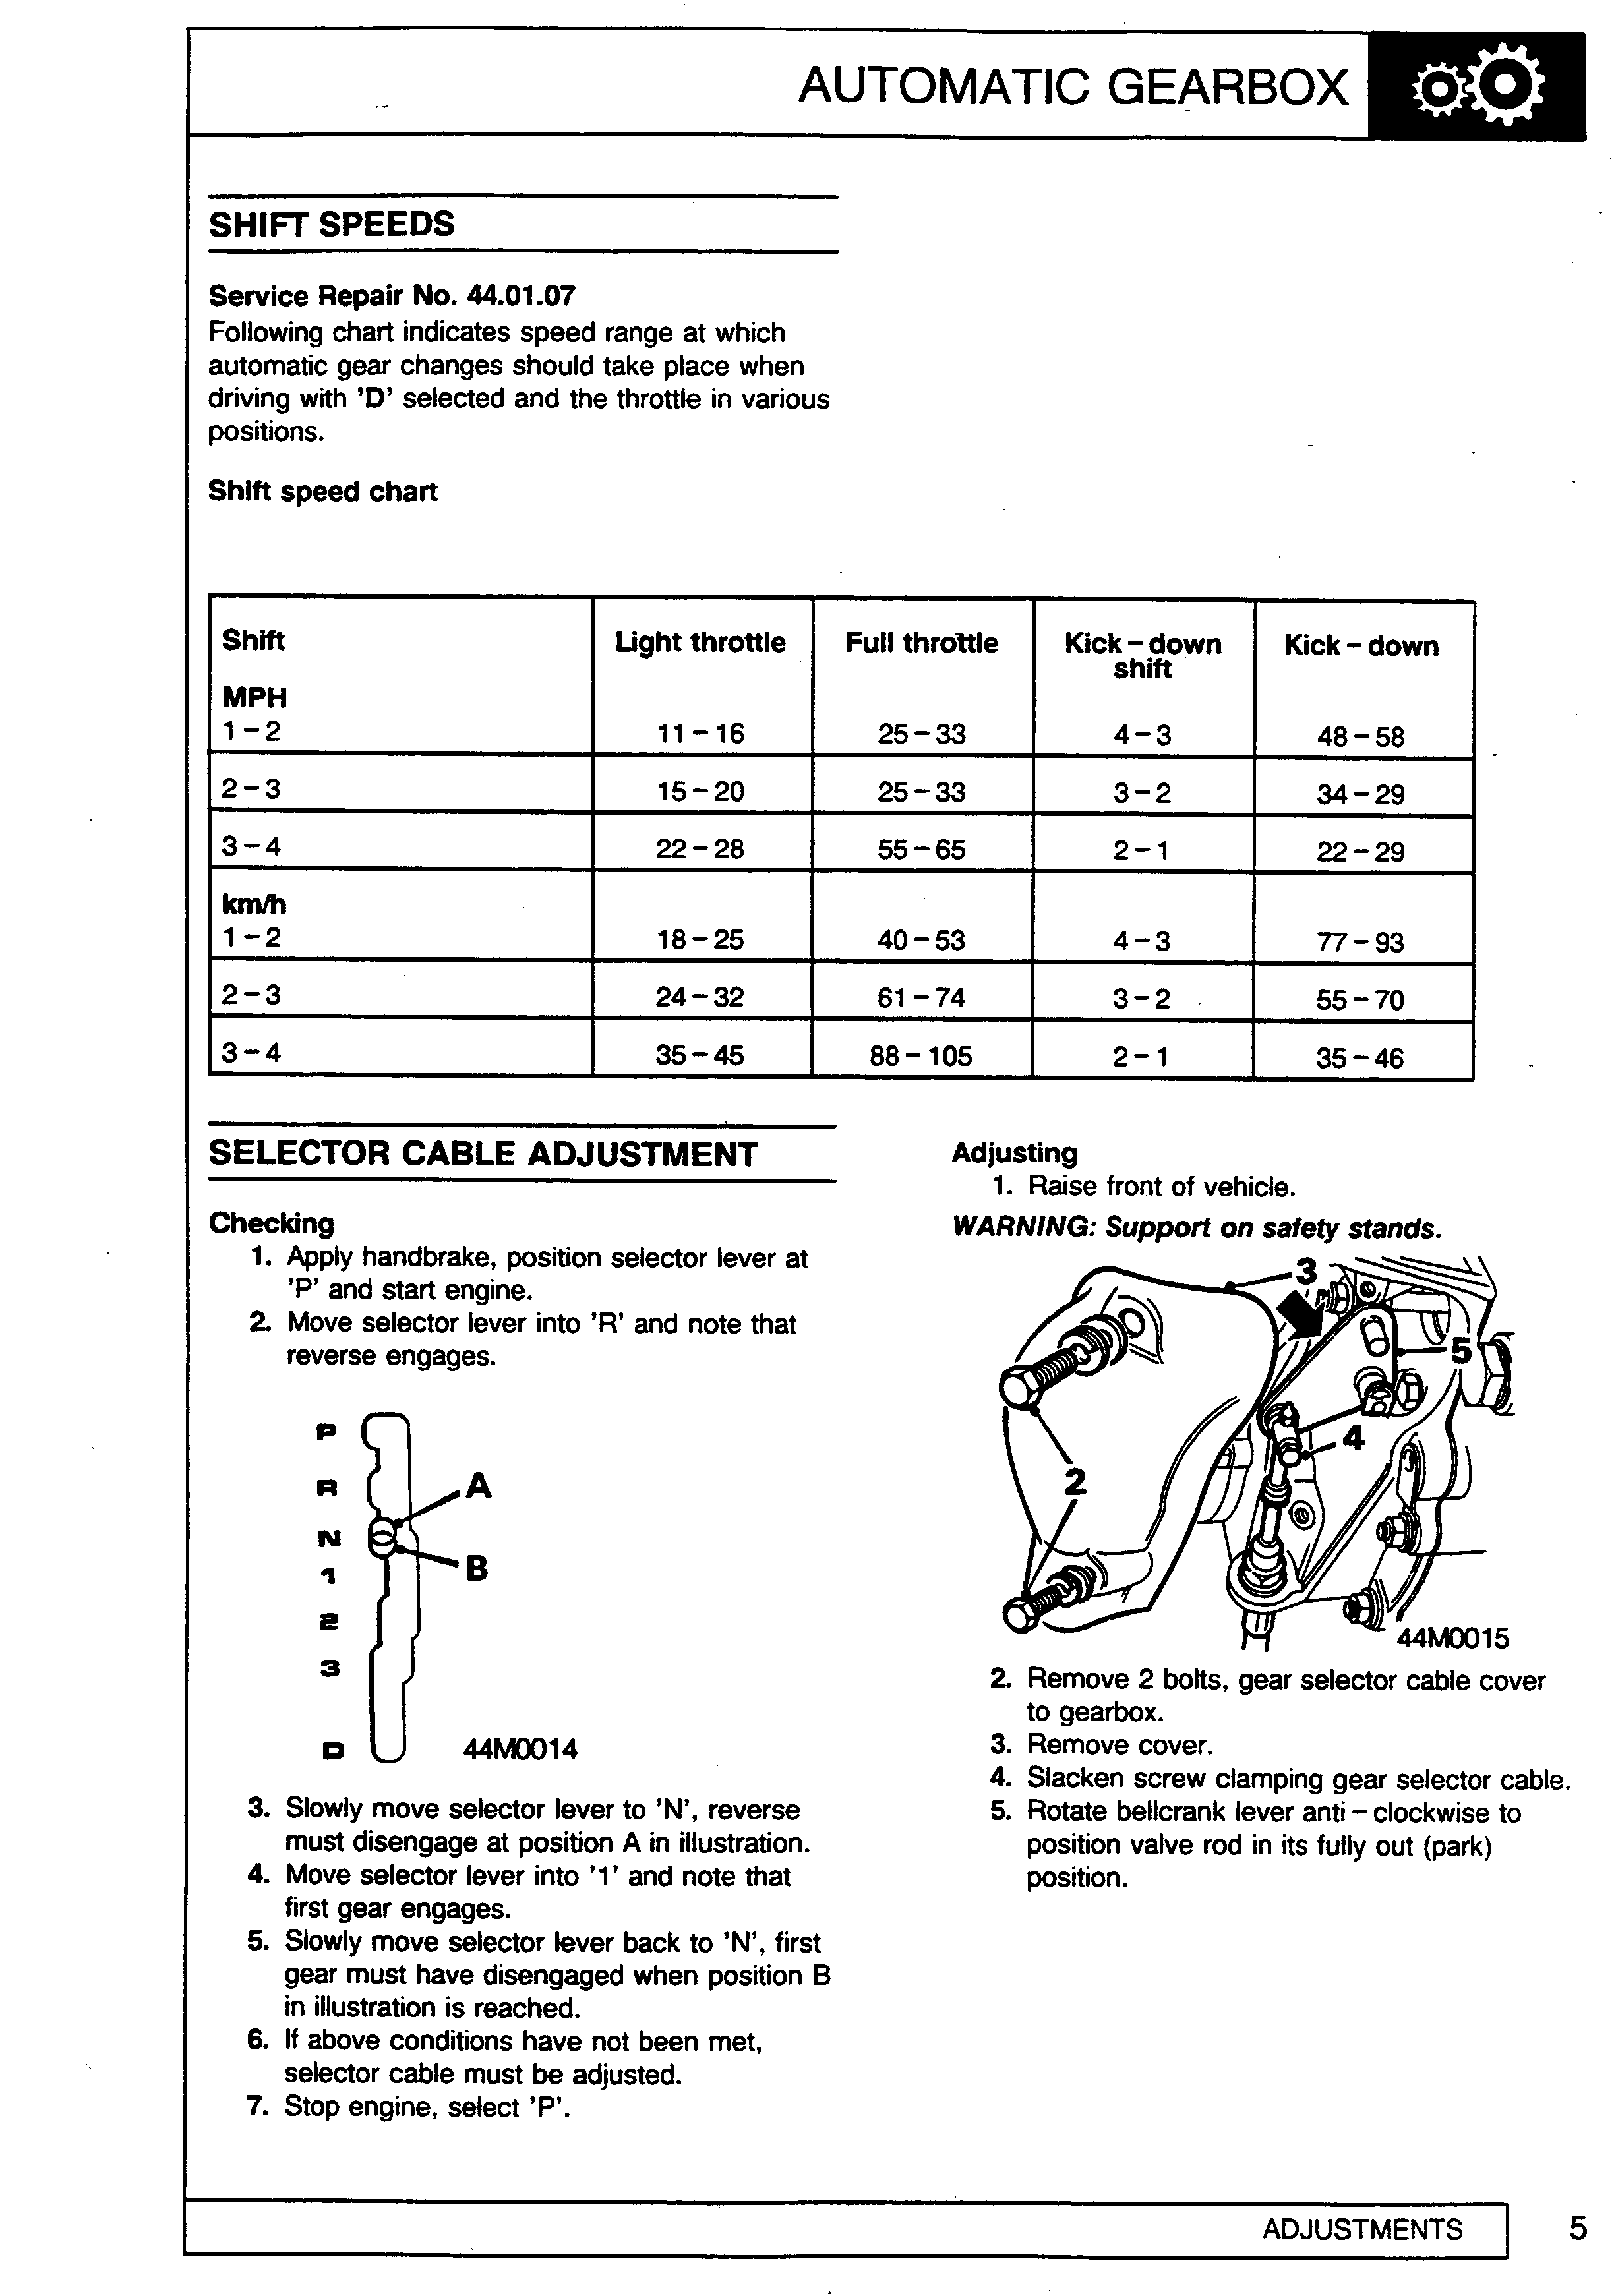 AUTOMATIC GEARBOX
SHIFT SPEEDS
Service Repair No. 44.01.07
Following chart indicates speed range at which
automatic gear changes should take place when
driving with 'D' selected and the throttle in various
positions.
Shift speed chart
Shift Light throttle Full throttle Kick – down Kick – down
shift
MPH
1 – 2 11 – 16 25 – 33 4 – 3 48 – 58
2 – 3 15 – 20 25 – 33 3 – 2 34 – 29
3 – 4 22 – 28 55 – 65 2 – 1 22 – 29
km/h
1 – 2 18 – 25 40 – 53 4 – 3 77 – 93
2 – 3 24 – 32 61 – 74 3 – 2 55 – 70
3 – 4 35 – 45 88 – 105 2 – 1 35 – 46
SELECTOR CABLE ADJUSTMENT
Checking
1. Apply handbrake, position selector lever at
'P' and start engine.
2. Move selector lever into 'R' and note that
reverse engages.
P
R
A
N
1
B
2
3
D
44M0014
3. Slowly move selector lever to 'N', reverse
must disengage at position A in illustration.
4. Move selector lever into '1' and note that
first gear engages.
5. Slowly move selector lever back to 'N', first
gear must have disengaged when position B
in illustration is reached.
6. If above conditions have not been met,
selector cable must be adjusted.
7. Stop engine, select 'P'.
Adjusting
1. Raise front of vehicle.
WARNING: Support on safety stands.
3
5
4
2
44M0015
2. Remove 2 bolts, gear selector cable cover
to gearbox.
3. Remove cover.
4. Slacken screw clamping gear selector cable.
5. Rotate bellcrank lever anti – clockwise to
position valve rod in its fully out (park)
position.
ADJUSTMENTS
5